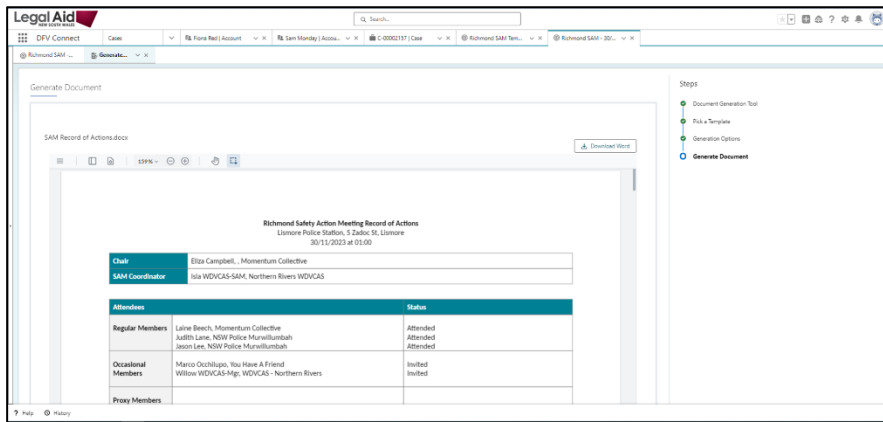 Legal Aid
NEW SOUTH WALES
Search...
DFV Connect
Cases
Fiona Red | Account
Sam Monday | Accou...
C-00002157 | Case
Richmond SAM Tem...
Richmond SAM - 30/...
Richmond SAM -...
Generate...
Generate Document
Steps
Document Generation Tool
Pick a Template
Generation Options
Generate Document
SAM Record of Actions.docx
Download Word
139%
Richmond Safety Action Meeting Record of Actions
Lismore Police Station, 5 Zadoc St, Lismore
30/11/2023 at 01:00
Chair Eliza Campbell, , Momentum Collective
SAM Coordinator Isla WDVCAS-SAM, Northern Rivers WDVCAS
Attendees Status
Regular Members Laine Beech, Momentum Collective Attended
Judith Lane, NSW Police Murwillumbah Attended
Jason Lee, NSW Police Murwillumbah Attended
Occasional Members Marco Occhilupo, You Have A Friend Invited
Willow WDVCAS-Mgr, WDVCAS - Northern Rivers Invited
Proxy Members
? Help
History